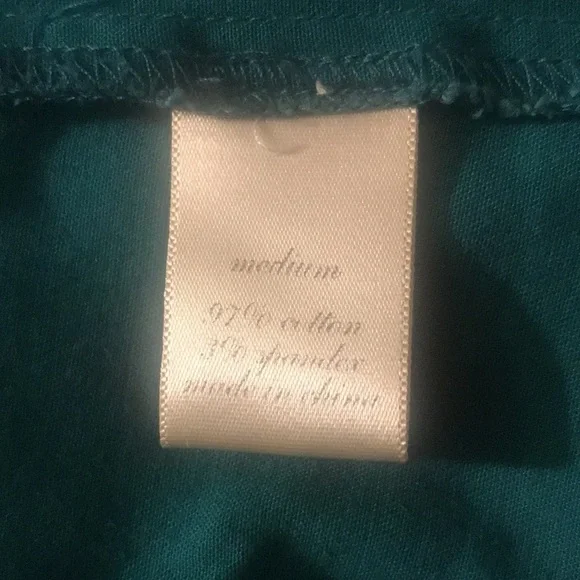 medium
97% cotton
3% spandex
made in china